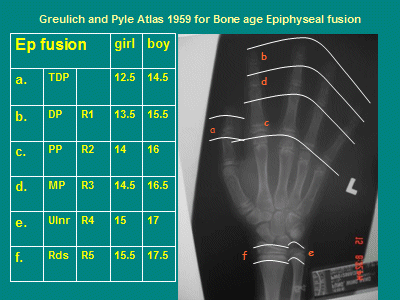 Greulich and Pyle Atlas 1959 for Bone age Epiphyseal fusion
Ep fusion girl boy
a. TDP 12.5 14.5
b. DP R1 13.5 15.5
c. PP R2 14 16
d. MP R3 14.5 16.5
e. Ulnr R4 15 17
f. Rds R5 15.5 17.5
b
d
a
c
L
f
e